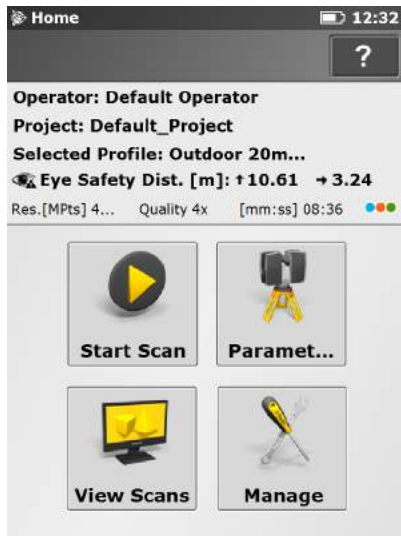 Home 12:32
?
Operator: Default Operator
Project: Default_Project
Selected Profile: Outdoor 20m...
Eye Safety Dist. [m]: ↑10.61 →3.24
Res.[MPts] 4... Quality 4x [mm:ss] 08:36
Start Scan Paramet...
View Scans Manage